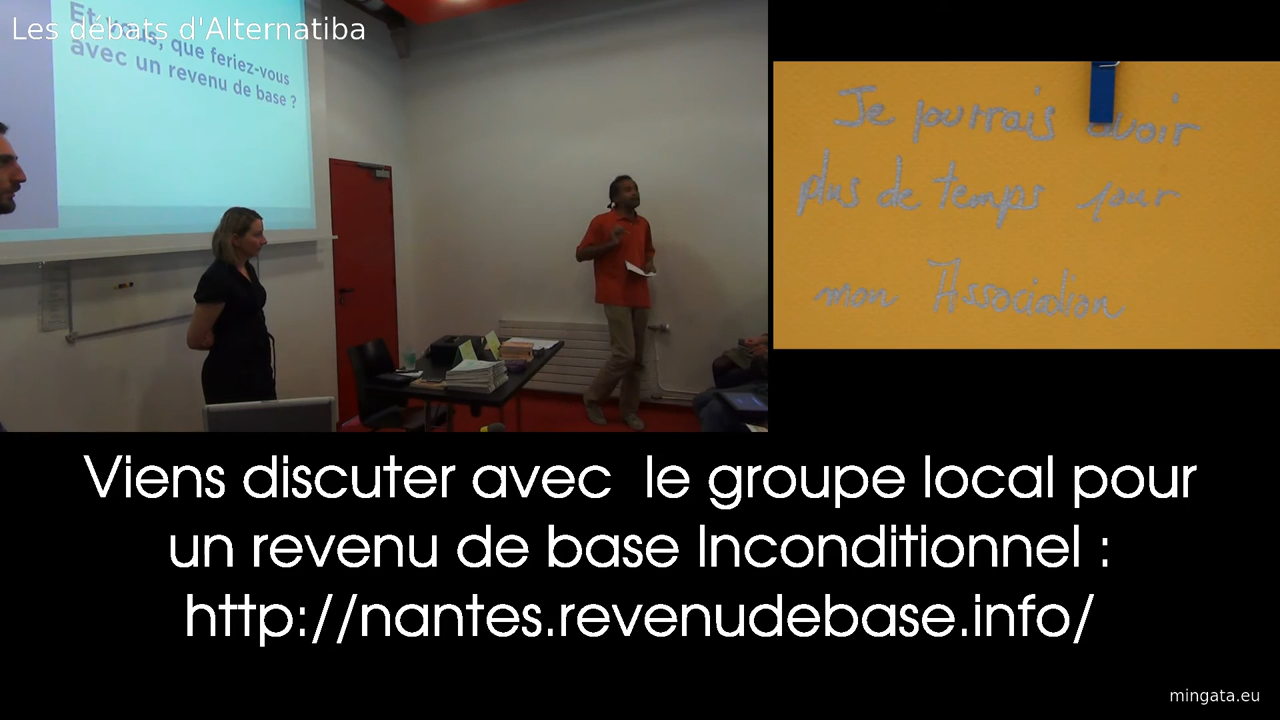 Les débats d'Alternatiba
Et vous, que feriez-vous
avec un revenu de base ?
Je pourrais avoir
plus de temps pour
mon Association
Viens discuter avec le groupe local pour
un revenu de base Inconditionnel :
http://nantes.revenudebase.info/
mingata.eu